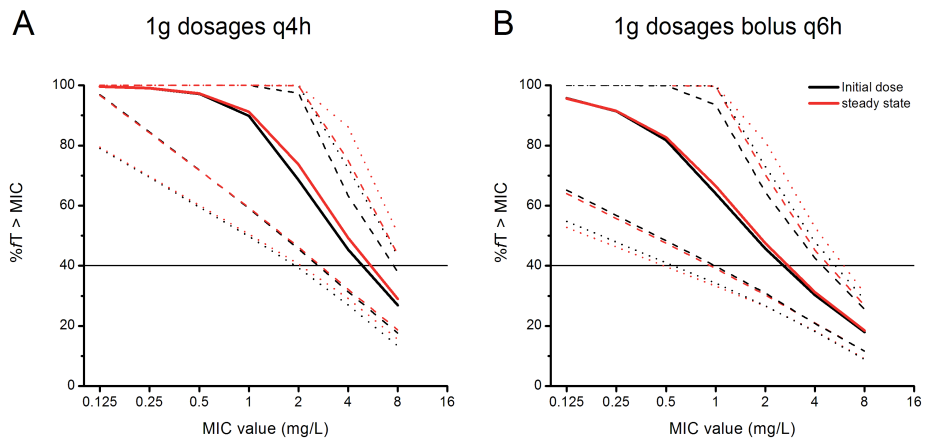 A
1g dosages q4h
%fT > MIC
100
80
60
40
20
0
0.125 0.25 0.5 1 2 4 8 16
MIC value (mg/L)
B
1g dosages bolus q6h
Initial dose
steady state
%fT > MIC
100
80
60
40
20
0
0.125 0.25 0.5 1 2 4 8 16
MIC value (mg/L)